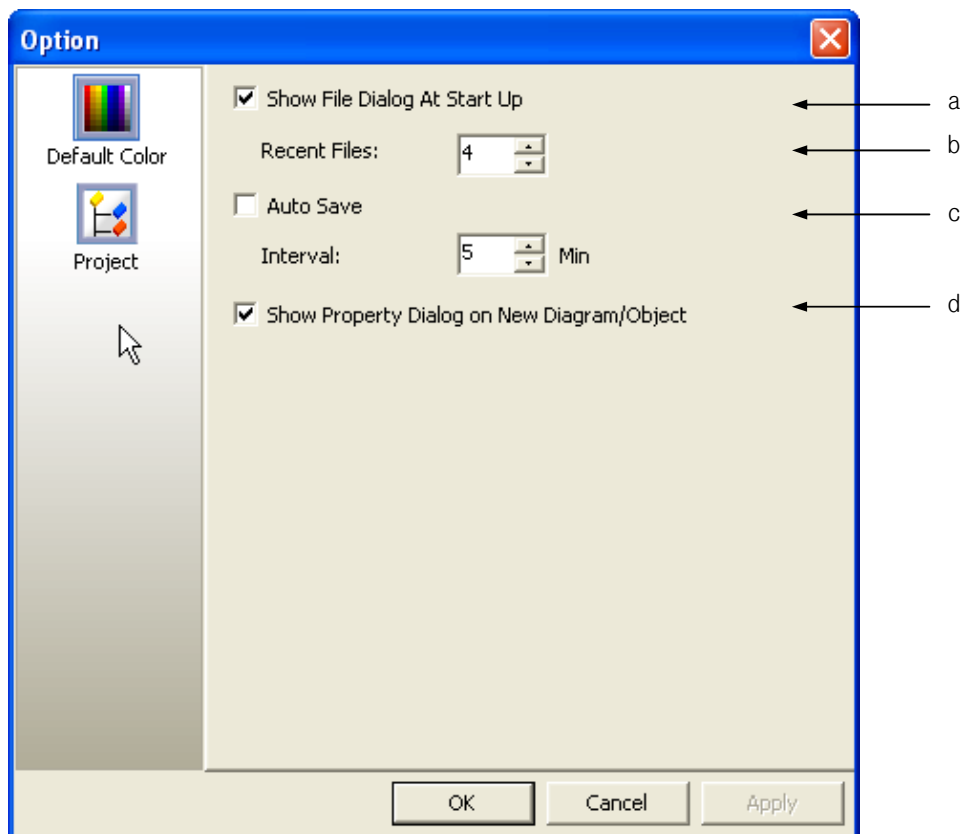 Option
Default Color
Project
Show File Dialog At Start Up
a
Recent Files: 4
b
Auto Save
c
Interval: 5 Min
Show Property Dialog on New Diagram/Object
d
OK Cancel Apply